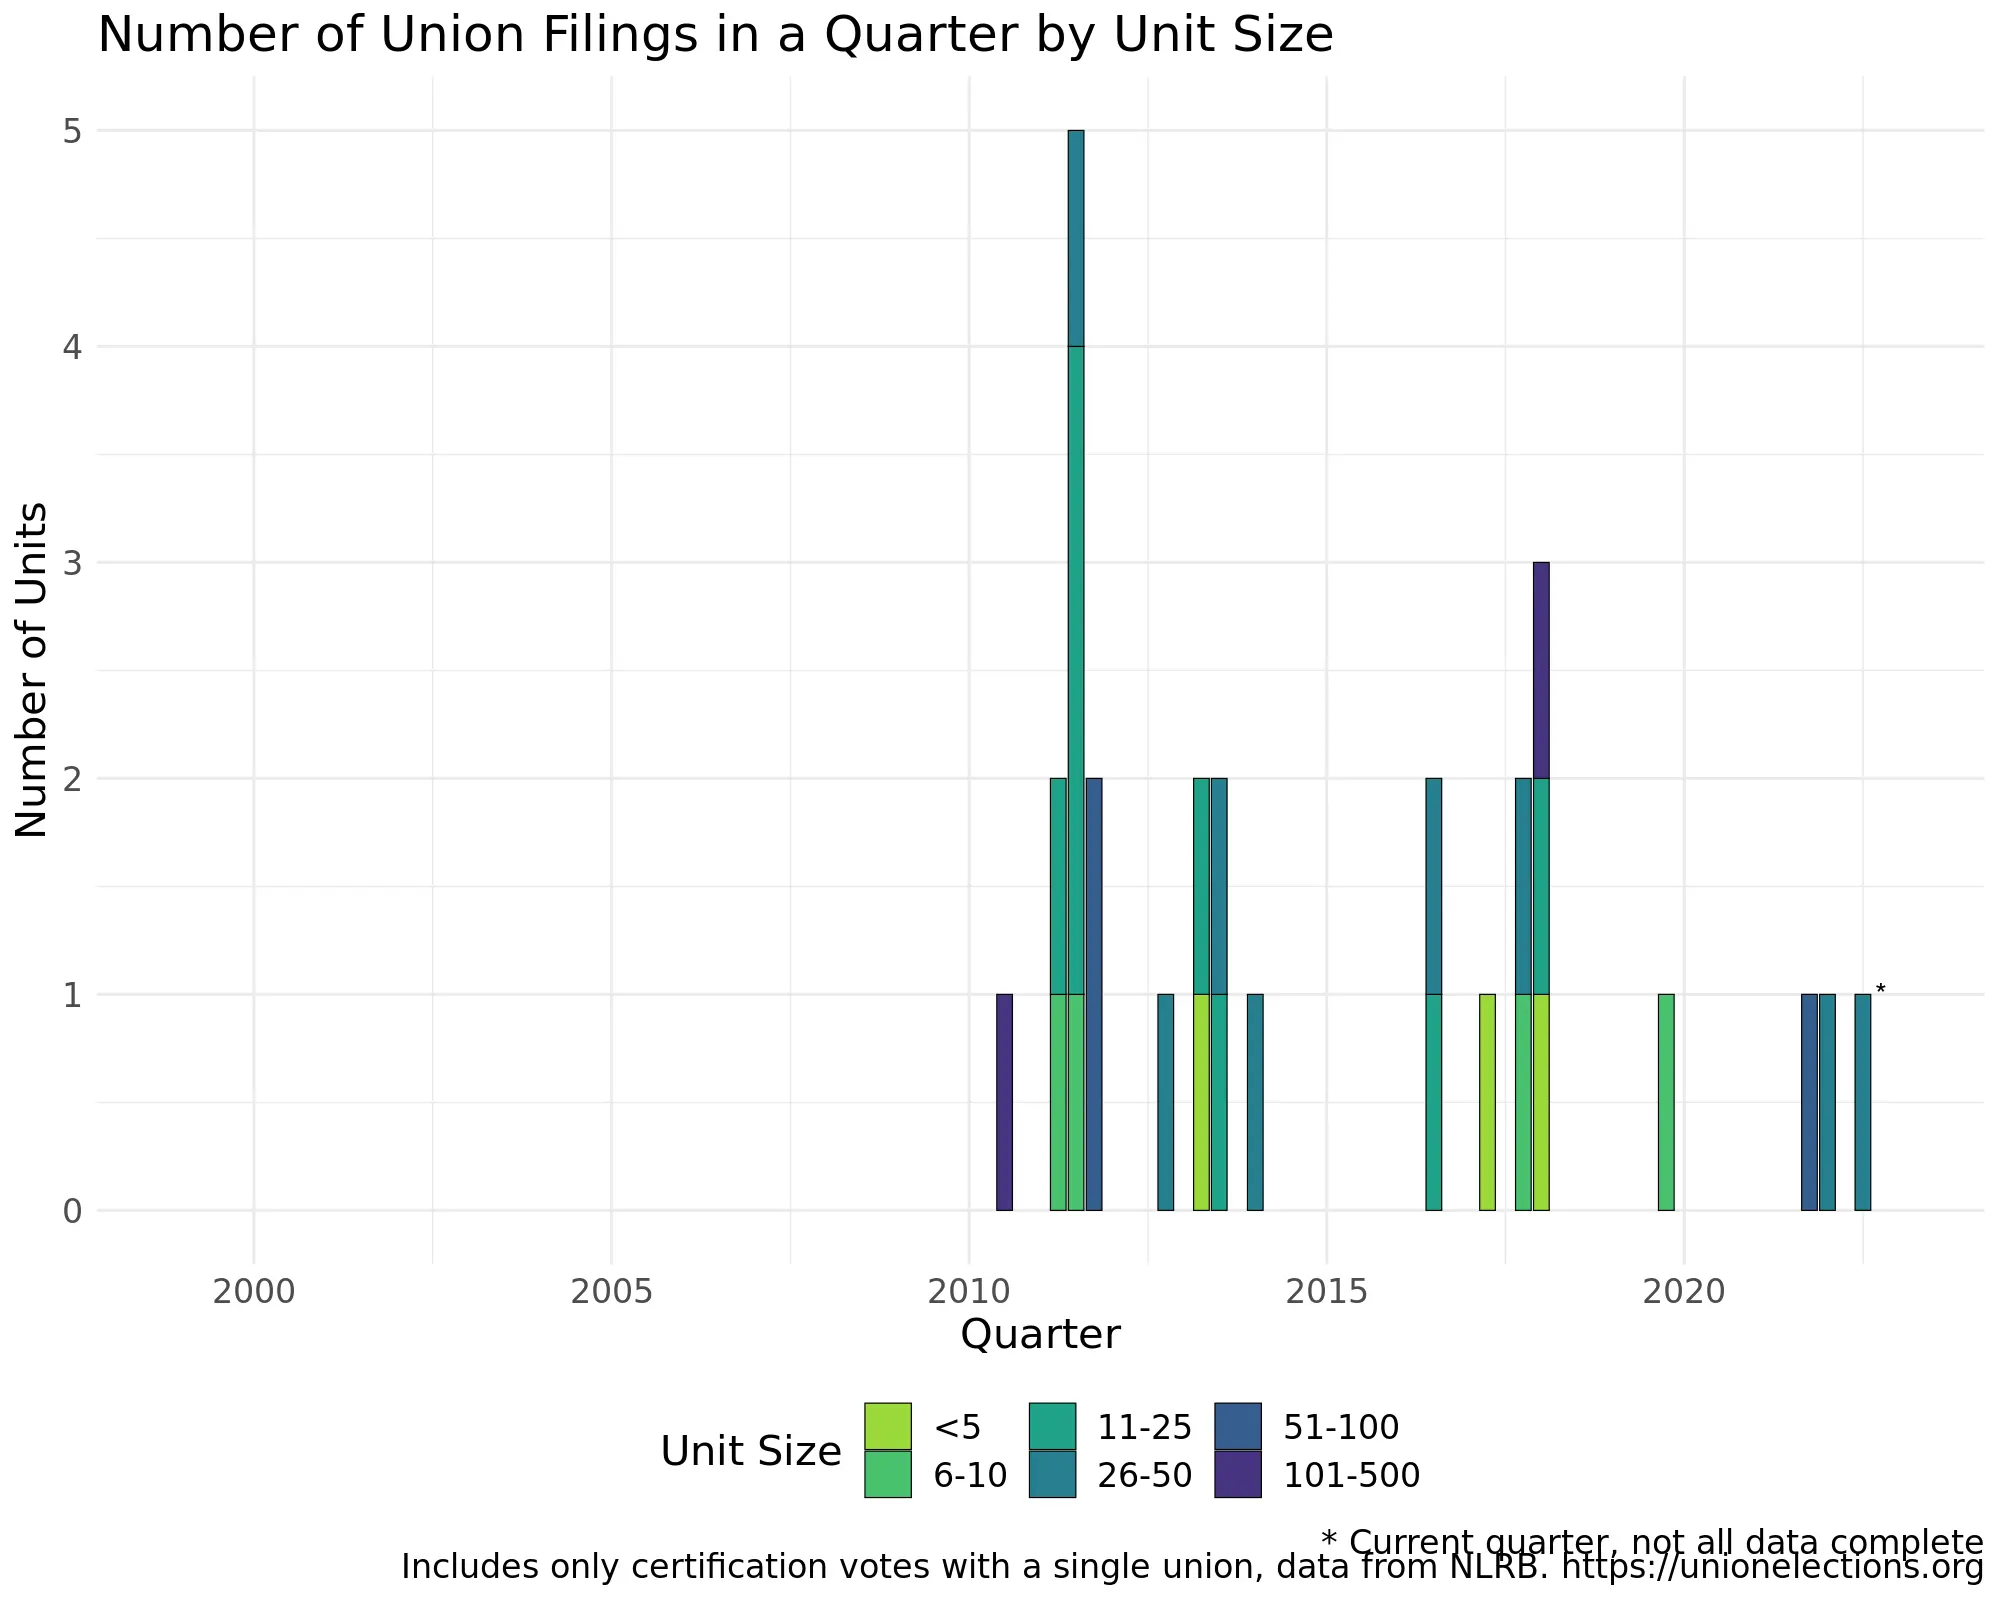 Number of Union Filings in a Quarter by Unit Size
Number of Units
5
4
3
2
1
0
*
2000 2005 2010 2015 2020
Quarter
Unit Size
<5 11-25 51-100
6-10 26-50 101-500
* Current quarter, not all data complete
Includes only certification votes with a single union, data from NLRB. https://unionelections.org